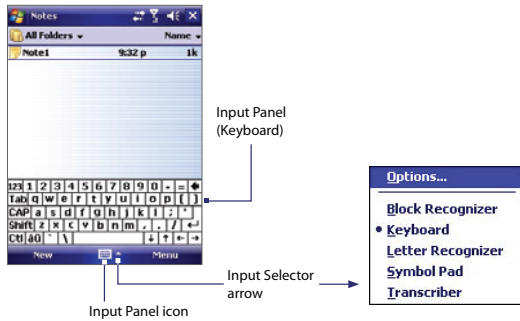 Notes
All Folders Name
Note1 9:32 p 1k
Input Panel
(Keyboard)
123 1 2 3 4 5 6 7 8 9 0 - =
Tab q w e r t y u i o p [ ]
CAP a s d f g h j k l ; '
Shift z x c v b n m , . /
Ctl áü ` \
New Menu
Input Selector
arrow
Input Panel icon
Options...
Block Recognizer
Keyboard
Letter Recognizer
Symbol Pad
Transcriber